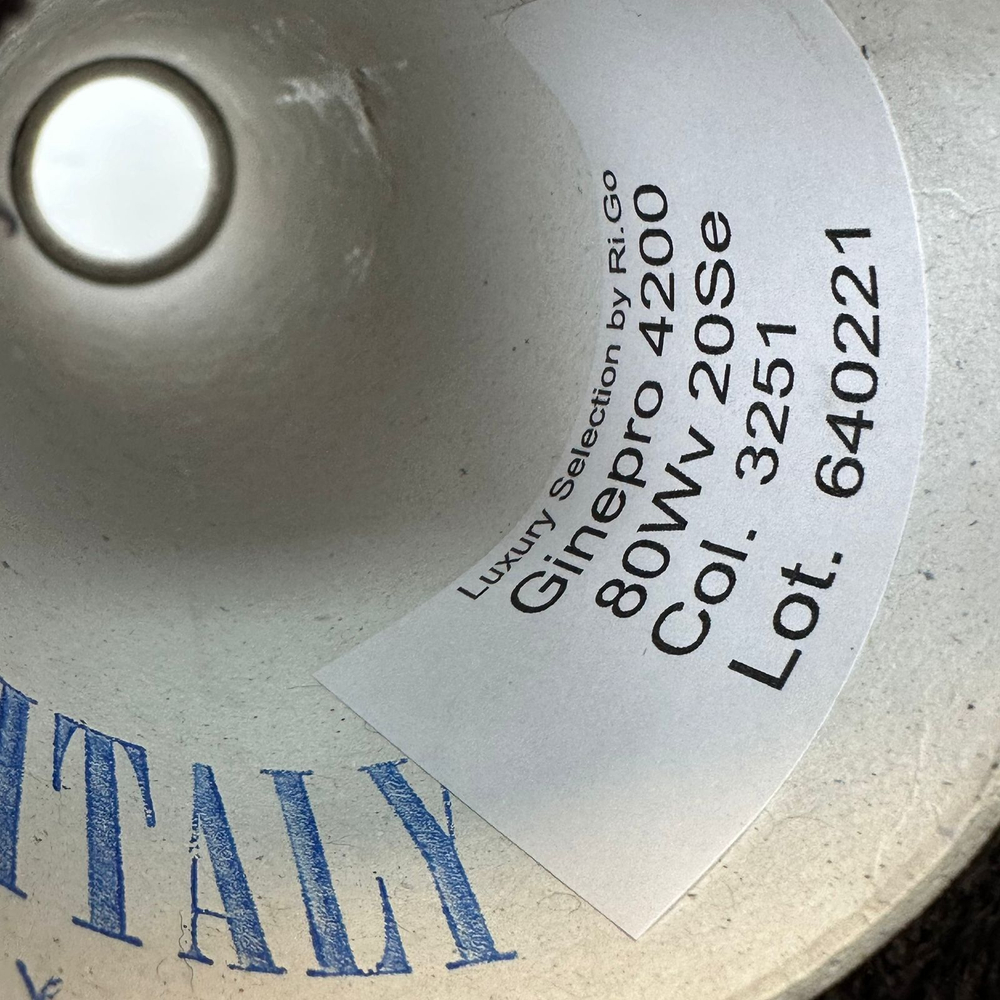 Luxury Selection by Ri.Go
Ginepro 4200
80Wv 20Se
Col. 3251
Lot. 640221
ITALY